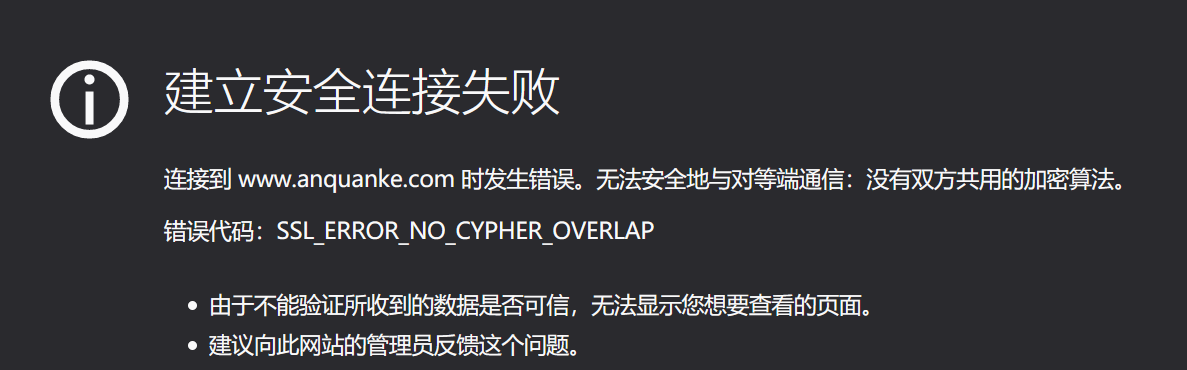 建立安全连接失败
连接到 www.anquanke.com 时发生错误。无法安全地与对等端通信：没有双方共用的加密算法。
错误代码：SSL_ERROR_NO_CYPHER_OVERLAP
• 由于不能验证所收到的数据是否可信，无法显示您想要查看的页面。
• 建议向此网站的管理员反馈这个问题。